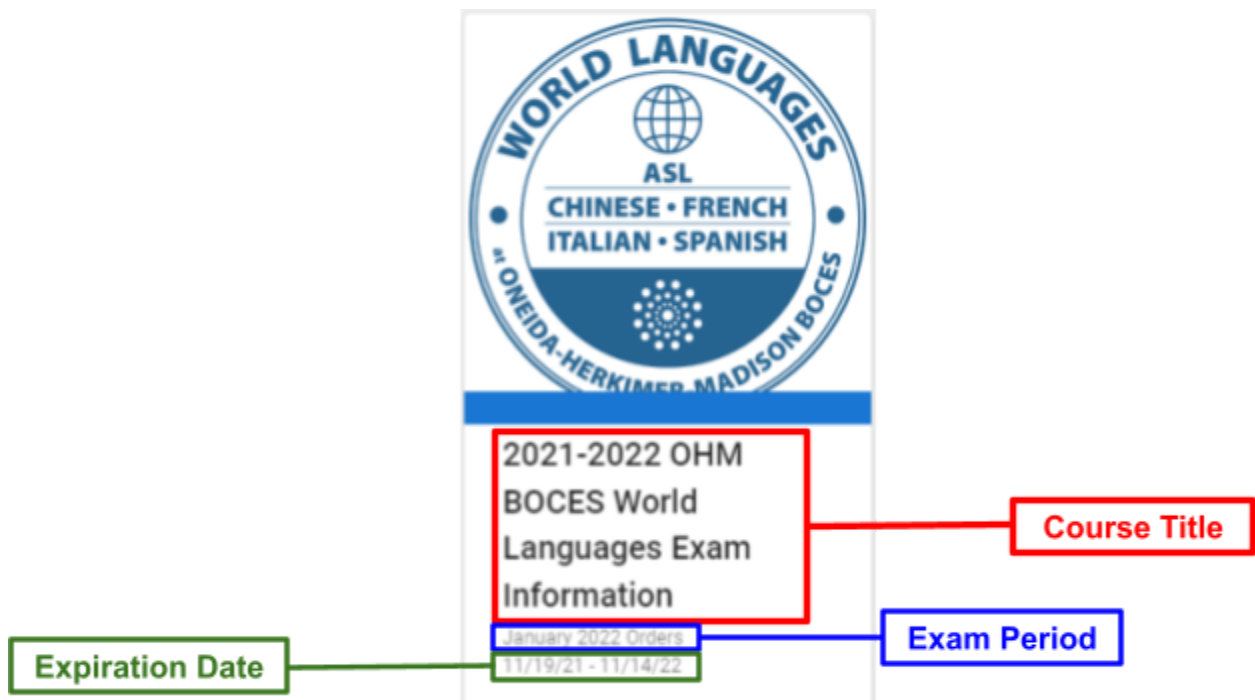 WORLD LANGUAGES
ASL
CHINESE • FRENCH
ITALIAN • SPANISH
at ONEIDA-HERKIMER-MADISON BOCES
2021-2022 OHM
BOCES World
Languages Exam
Information
Course Title
January 2022 Orders
Exam Period
11/19/21 - 11/14/22
Expiration Date